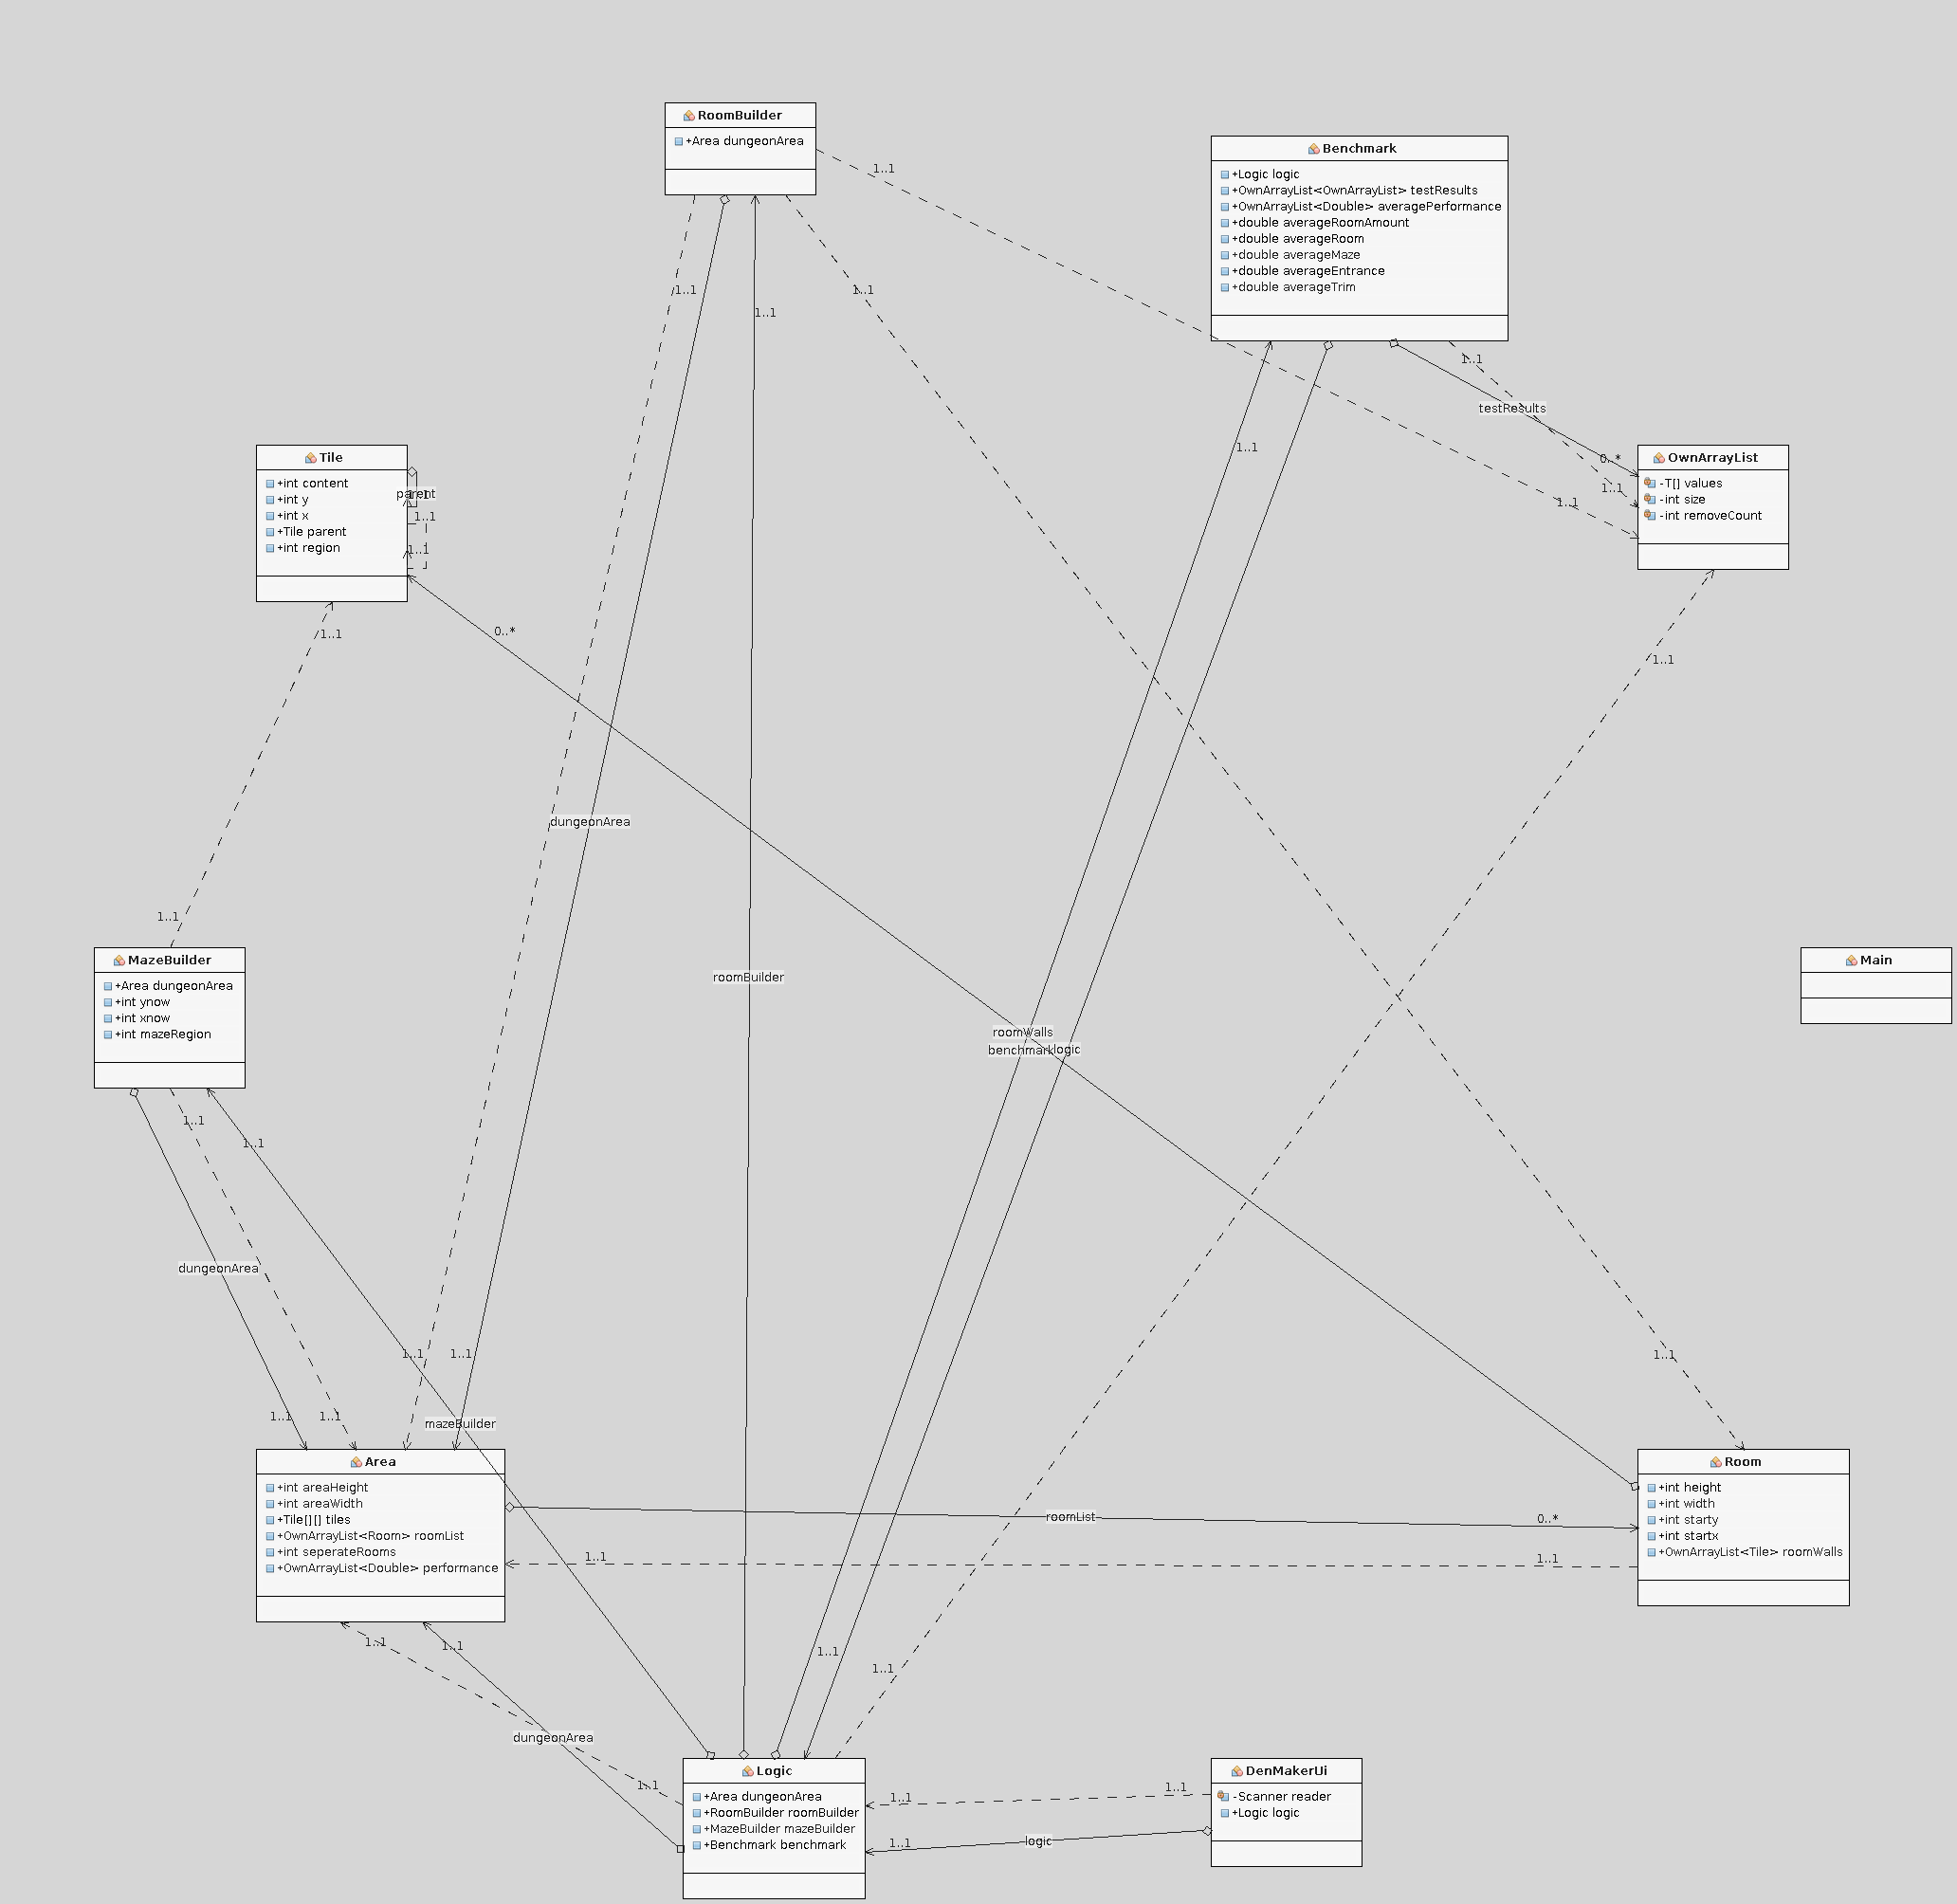 RoomBuilder
+Area dungeonArea
Benchmark
+Logic logic
+OwnArrayList<OwnArrayList> testResults
+OwnArrayList<Double> averagePerformance
+double averageRoomAmount
+double averageRoom
+double averageMaze
+double averageEntrance
+double averageTrim
1..1
1..1
1..1
1..1
1..1
testResults
Tile
+int content
+int y
+int x
+Tile parent
+int region
parent
1..1
1..1
1..1
1..1
0..*
1..1
1..1
OwnArrayList
-T[] values
-int size
-int removeCount
1..1
0..*
1..1
dungeonArea
1..1
MazeBuilder
+Area dungeonArea
+int ynow
+int xnow
+int mazeRegion
roomBuilder
Main
roomWalls
benchmark
logic
1..1
1..1
dungeonArea
1..1
1..1
1..1
1..1
1..1
mazeBuilder
Area
+int areaHeight
+int areaWidth
+Tile[][] tiles
+OwnArrayList<Room> roomList
+int seperateRooms
+OwnArrayList<Double> performance
roomList
0..*
1..1
1..1
Room
+int height
+int width
+int starty
+int startx
+OwnArrayList<Tile> roomWalls
1..1
1..1
1..1
1..1
dungeonArea
1..1
Logic
+Area dungeonArea
+RoomBuilder roomBuilder
+MazeBuilder mazeBuilder
+Benchmark benchmark
1..1
1..1
1..1
logic
DenMakerUi
-Scanner reader
+Logic logic